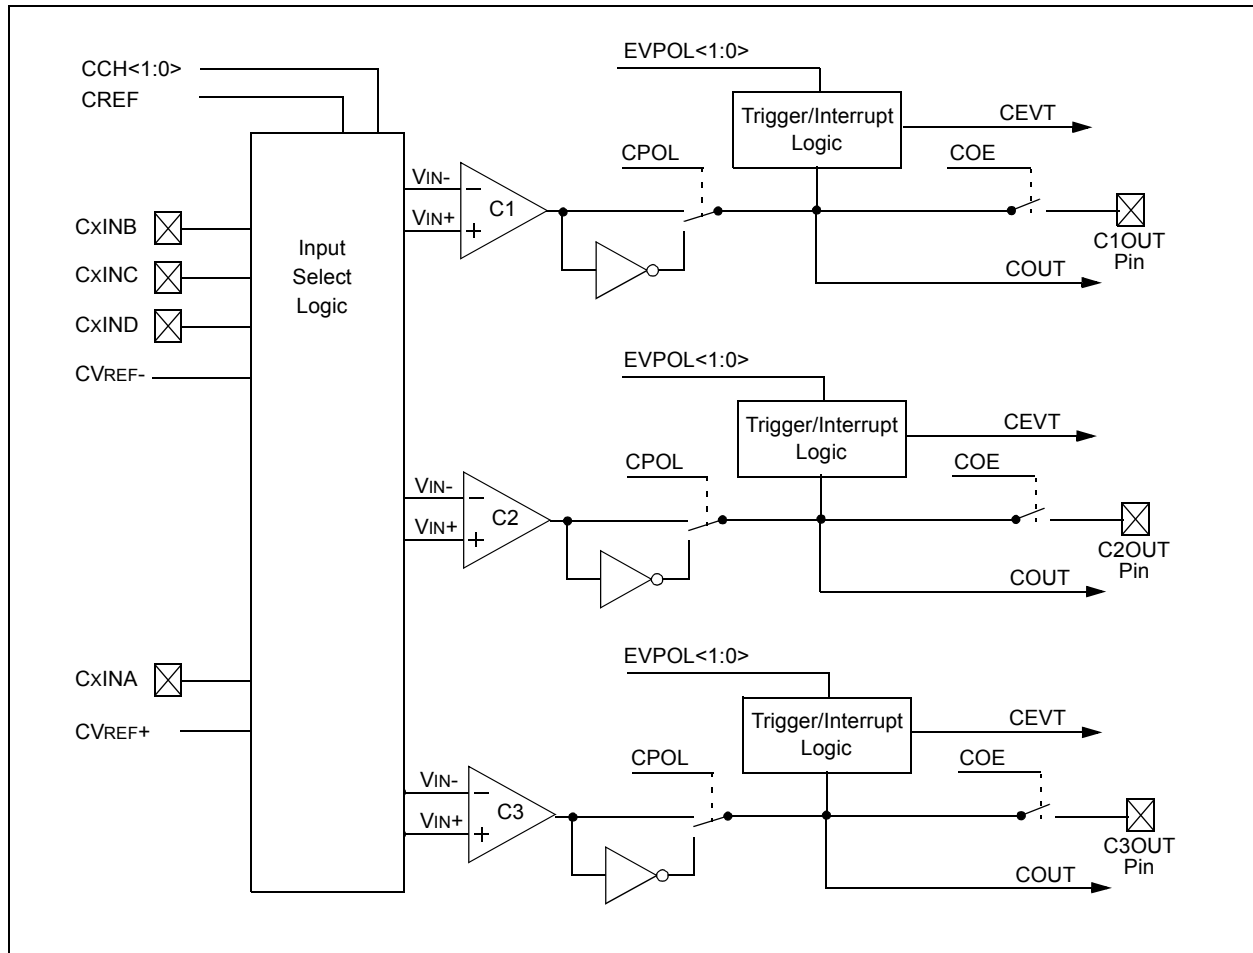 CCH<1:0>
CREF
CxINB
CxINC
CxIND
CVREF-
CxINA
CVREF+
Input
Select
Logic
EVPOL<1:0>
Trigger/Interrupt
Logic
CEVT
CPOL
COE
VIN-
VIN+
−
+
C1
C1OUT
Pin
COUT
EVPOL<1:0>
Trigger/Interrupt
Logic
CEVT
CPOL
COE
VIN-
VIN+
−
+
C2
C2OUT
Pin
COUT
EVPOL<1:0>
Trigger/Interrupt
Logic
CEVT
CPOL
COE
VIN-
VIN+
−
+
C3
C3OUT
Pin
COUT